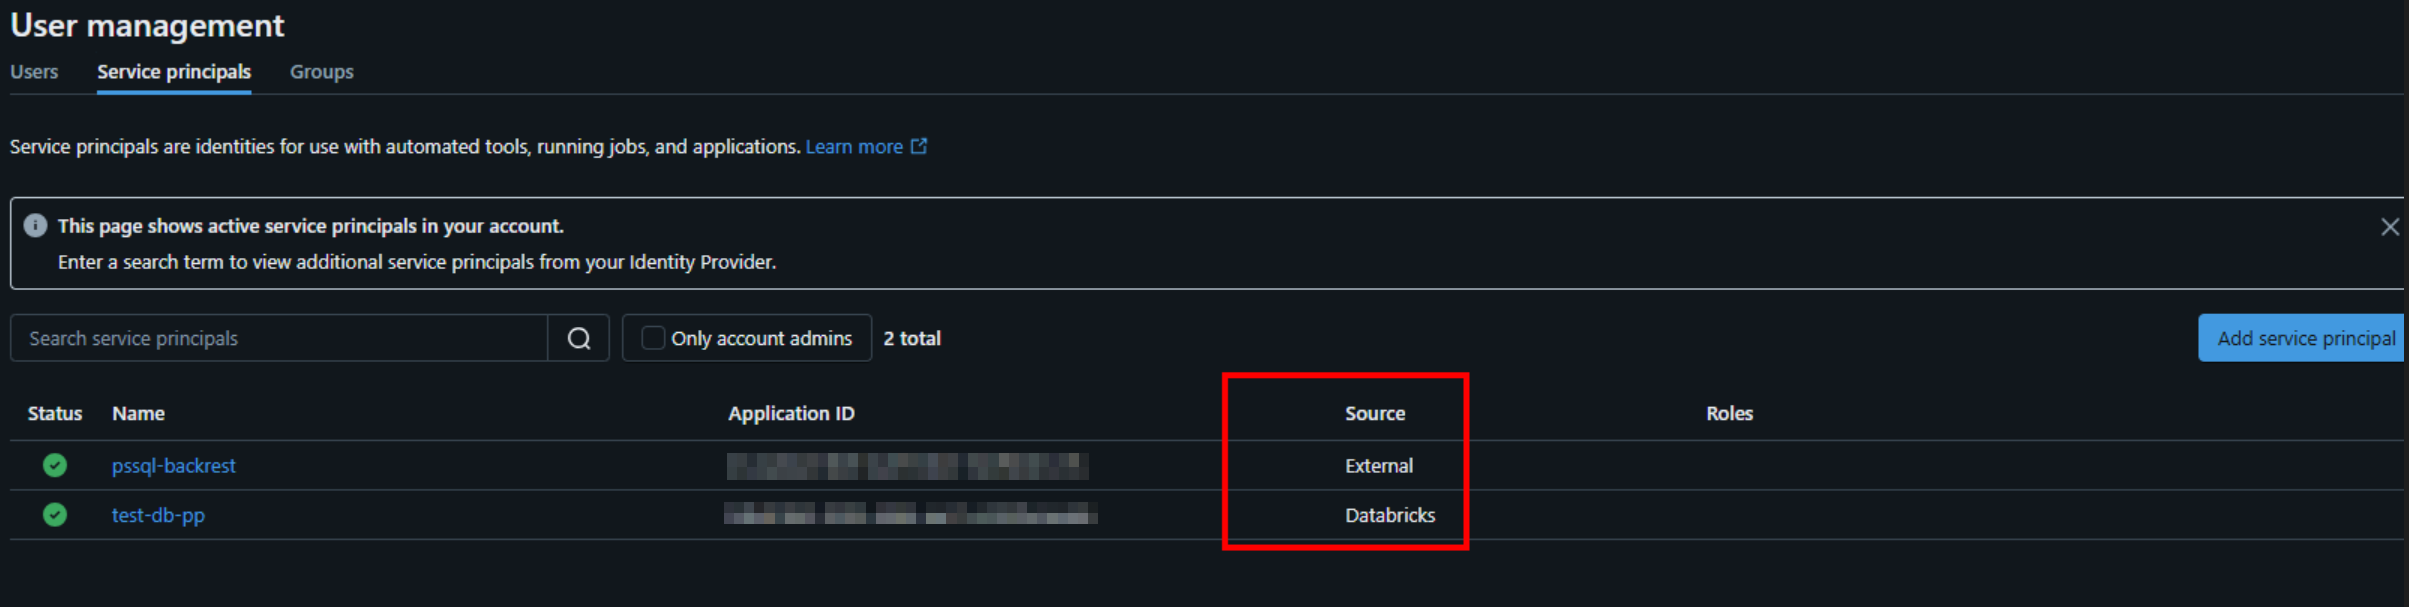 User management
Users Service principals Groups
Service principals are identities for use with automated tools, running jobs, and applications. Learn more
This page shows active service principals in your account.
Enter a search term to view additional service principals from your Identity Provider.
Search service principals Only account admins 2 total Add service principal
Status Name Application ID Source Roles
pssql-backrest External
test-db-pp Databricks